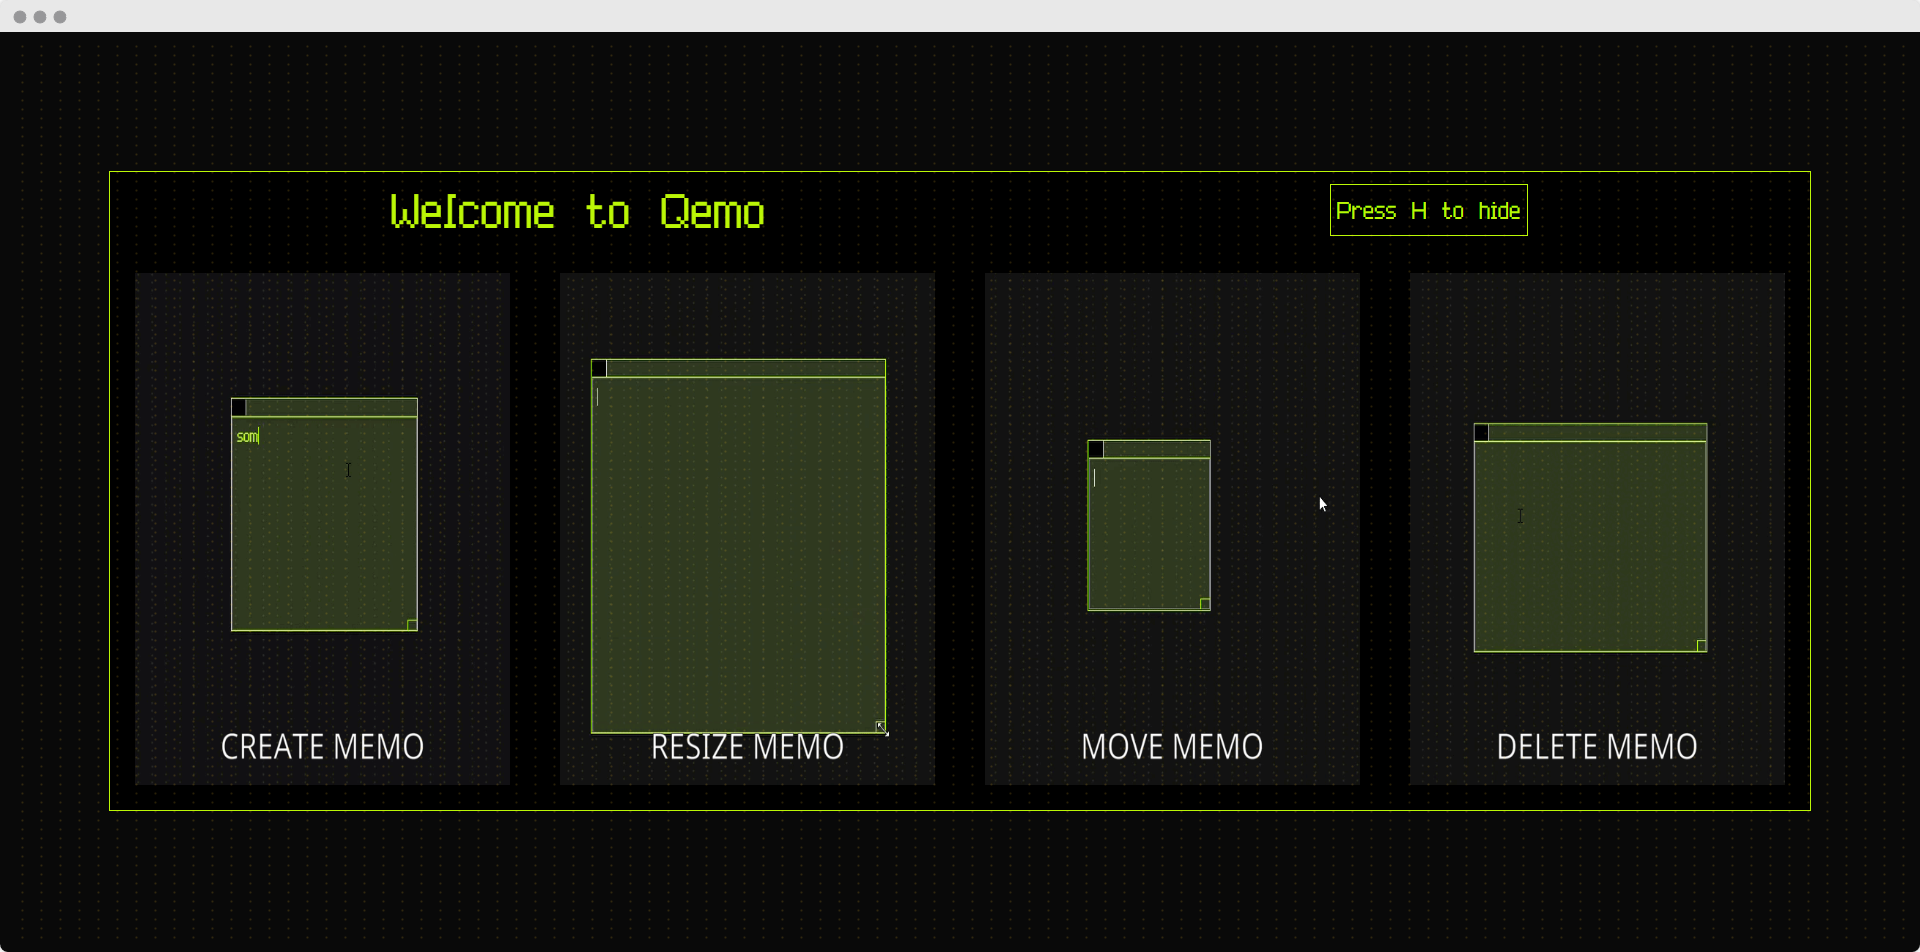 Welcome to Qemo
Press H to hide
som
CREATE MEMO
RESIZE MEMO
MOVE MEMO
DELETE MEMO